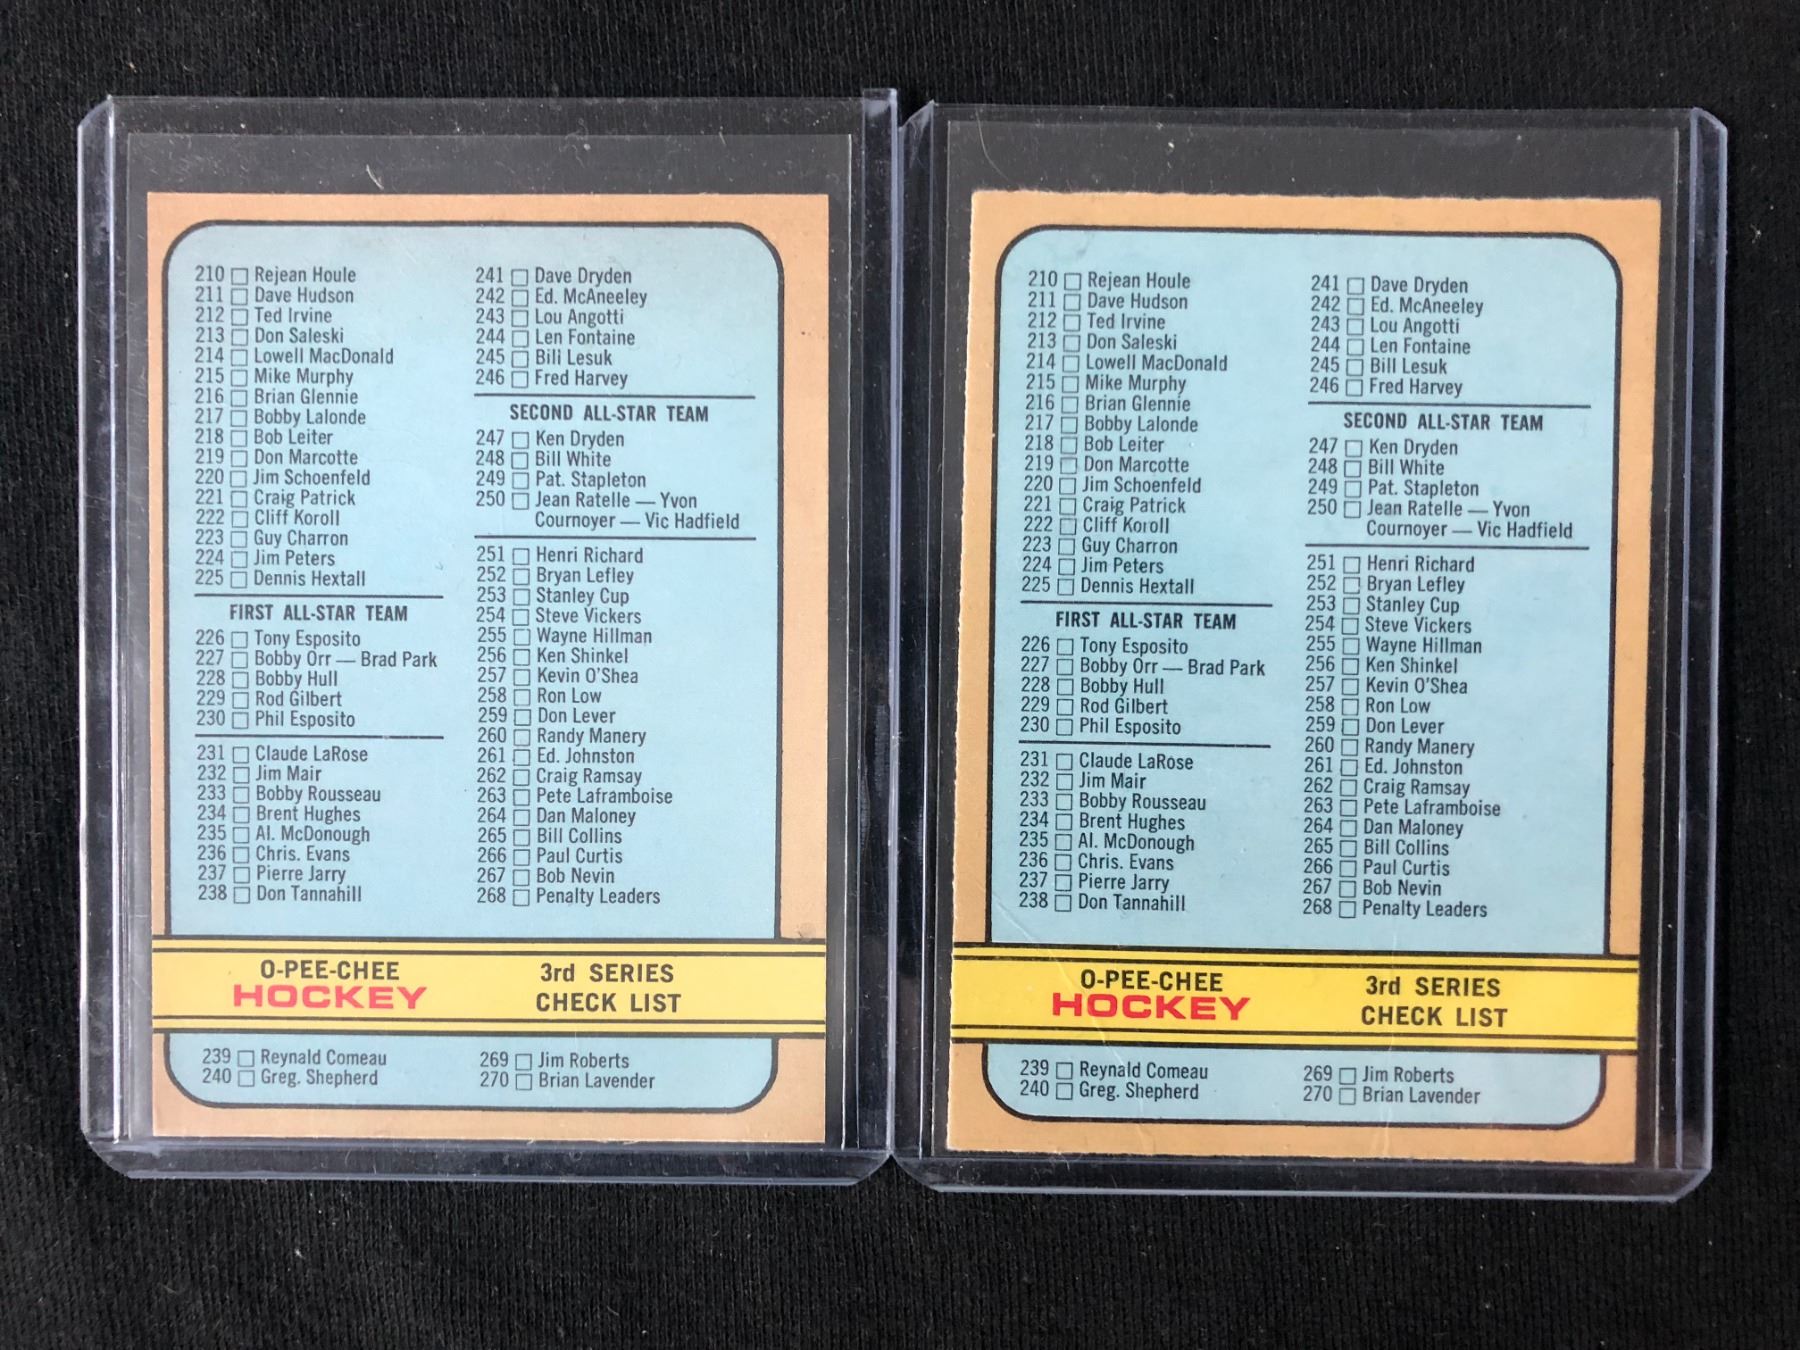 210 Rejean Houle
211 Dave Hudson
212 Ted Irvine
213 Don Saleski
214 Lowell MacDonald
215 Mike Murphy
216 Brian Glennie
217 Bobby Lalonde
218 Bob Leiter
219 Don Marcotte
220 Jim Schoenfeld
221 Craig Patrick
222 Cliff Koroll
223 Guy Charron
224 Jim Peters
225 Dennis Hextall
FIRST ALL-STAR TEAM
226 Tony Esposito
227 Bobby Orr — Brad Park
228 Bobby Hull
229 Rod Gilbert
230 Phil Esposito
231 Claude LaRose
232 Jim Mair
233 Bobby Rousseau
234 Brent Hughes
235 Al. McDonough
236 Chris. Evans
237 Pierre Jarry
238 Don Tannahill
241 Dave Dryden
242 Ed. McAneeley
243 Lou Angotti
244 Len Fontaine
245 Bill Lesuk
246 Fred Harvey
SECOND ALL-STAR TEAM
247 Ken Dryden
248 Bill White
249 Pat. Stapleton
250 Jean Ratelle — Yvon
Cournoyer — Vic Hadfield
251 Henri Richard
252 Bryan Lefley
253 Stanley Cup
254 Steve Vickers
255 Wayne Hillman
256 Ken Shinkel
257 Kevin O'Shea
258 Ron Low
259 Don Lever
260 Randy Manery
261 Ed. Johnston
262 Craig Ramsay
263 Pete Laframboise
264 Dan Maloney
265 Bill Collins
266 Paul Curtis
267 Bob Nevin
268 Penalty Leaders
O-PEE-CHEE
HOCKEY
3rd SERIES
CHECK LIST
239 Reynald Comeau
240 Greg. Shepherd
269 Jim Roberts
270 Brian Lavender
210 Rejean Houle
211 Dave Hudson
212 Ted Irvine
213 Don Saleski
214 Lowell MacDonald
215 Mike Murphy
216 Brian Glennie
217 Bobby Lalonde
218 Bob Leiter
219 Don Marcotte
220 Jim Schoenfeld
221 Craig Patrick
222 Cliff Koroll
223 Guy Charron
224 Jim Peters
225 Dennis Hextall
FIRST ALL-STAR TEAM
226 Tony Esposito
227 Bobby Orr — Brad Park
228 Bobby Hull
229 Rod Gilbert
230 Phil Esposito
231 Claude LaRose
232 Jim Mair
233 Bobby Rousseau
234 Brent Hughes
235 Al. McDonough
236 Chris. Evans
237 Pierre Jarry
238 Don Tannahill
241 Dave Dryden
242 Ed. McAneeley
243 Lou Angotti
244 Len Fontaine
245 Bill Lesuk
246 Fred Harvey
SECOND ALL-STAR TEAM
247 Ken Dryden
248 Bill White
249 Pat. Stapleton
250 Jean Ratelle — Yvon
Cournoyer — Vic Hadfield
251 Henri Richard
252 Bryan Lefley
253 Stanley Cup
254 Steve Vickers
255 Wayne Hillman
256 Ken Shinkel
257 Kevin O'Shea
258 Ron Low
259 Don Lever
260 Randy Manery
261 Ed. Johnston
262 Craig Ramsay
263 Pete Laframboise
264 Dan Maloney
265 Bill Collins
266 Paul Curtis
267 Bob Nevin
268 Penalty Leaders
O-PEE-CHEE
HOCKEY
3rd SERIES
CHECK LIST
239 Reynald Comeau
240 Greg. Shepherd
269 Jim Roberts
270 Brian Lavender